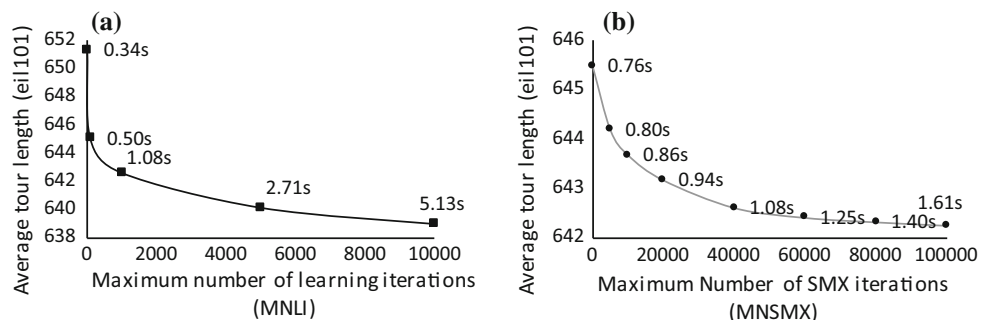 (a)
Average tour length (eil101)
652
650
648
646
644
642
640
638
0.34s
0.50s
1.08s
2.71s
5.13s
0 2000 4000 6000 8000 10000
Maximum number of learning iterations
(MNLI)
(b)
Average tour length (eil101)
646
645
644
643
642
0.76s
0.80s
0.86s
0.94s
1.08s
1.25s
1.40s
1.61s
0 20000 40000 60000 80000 100000
Maximum Number of SMX iterations
(MNSMX)